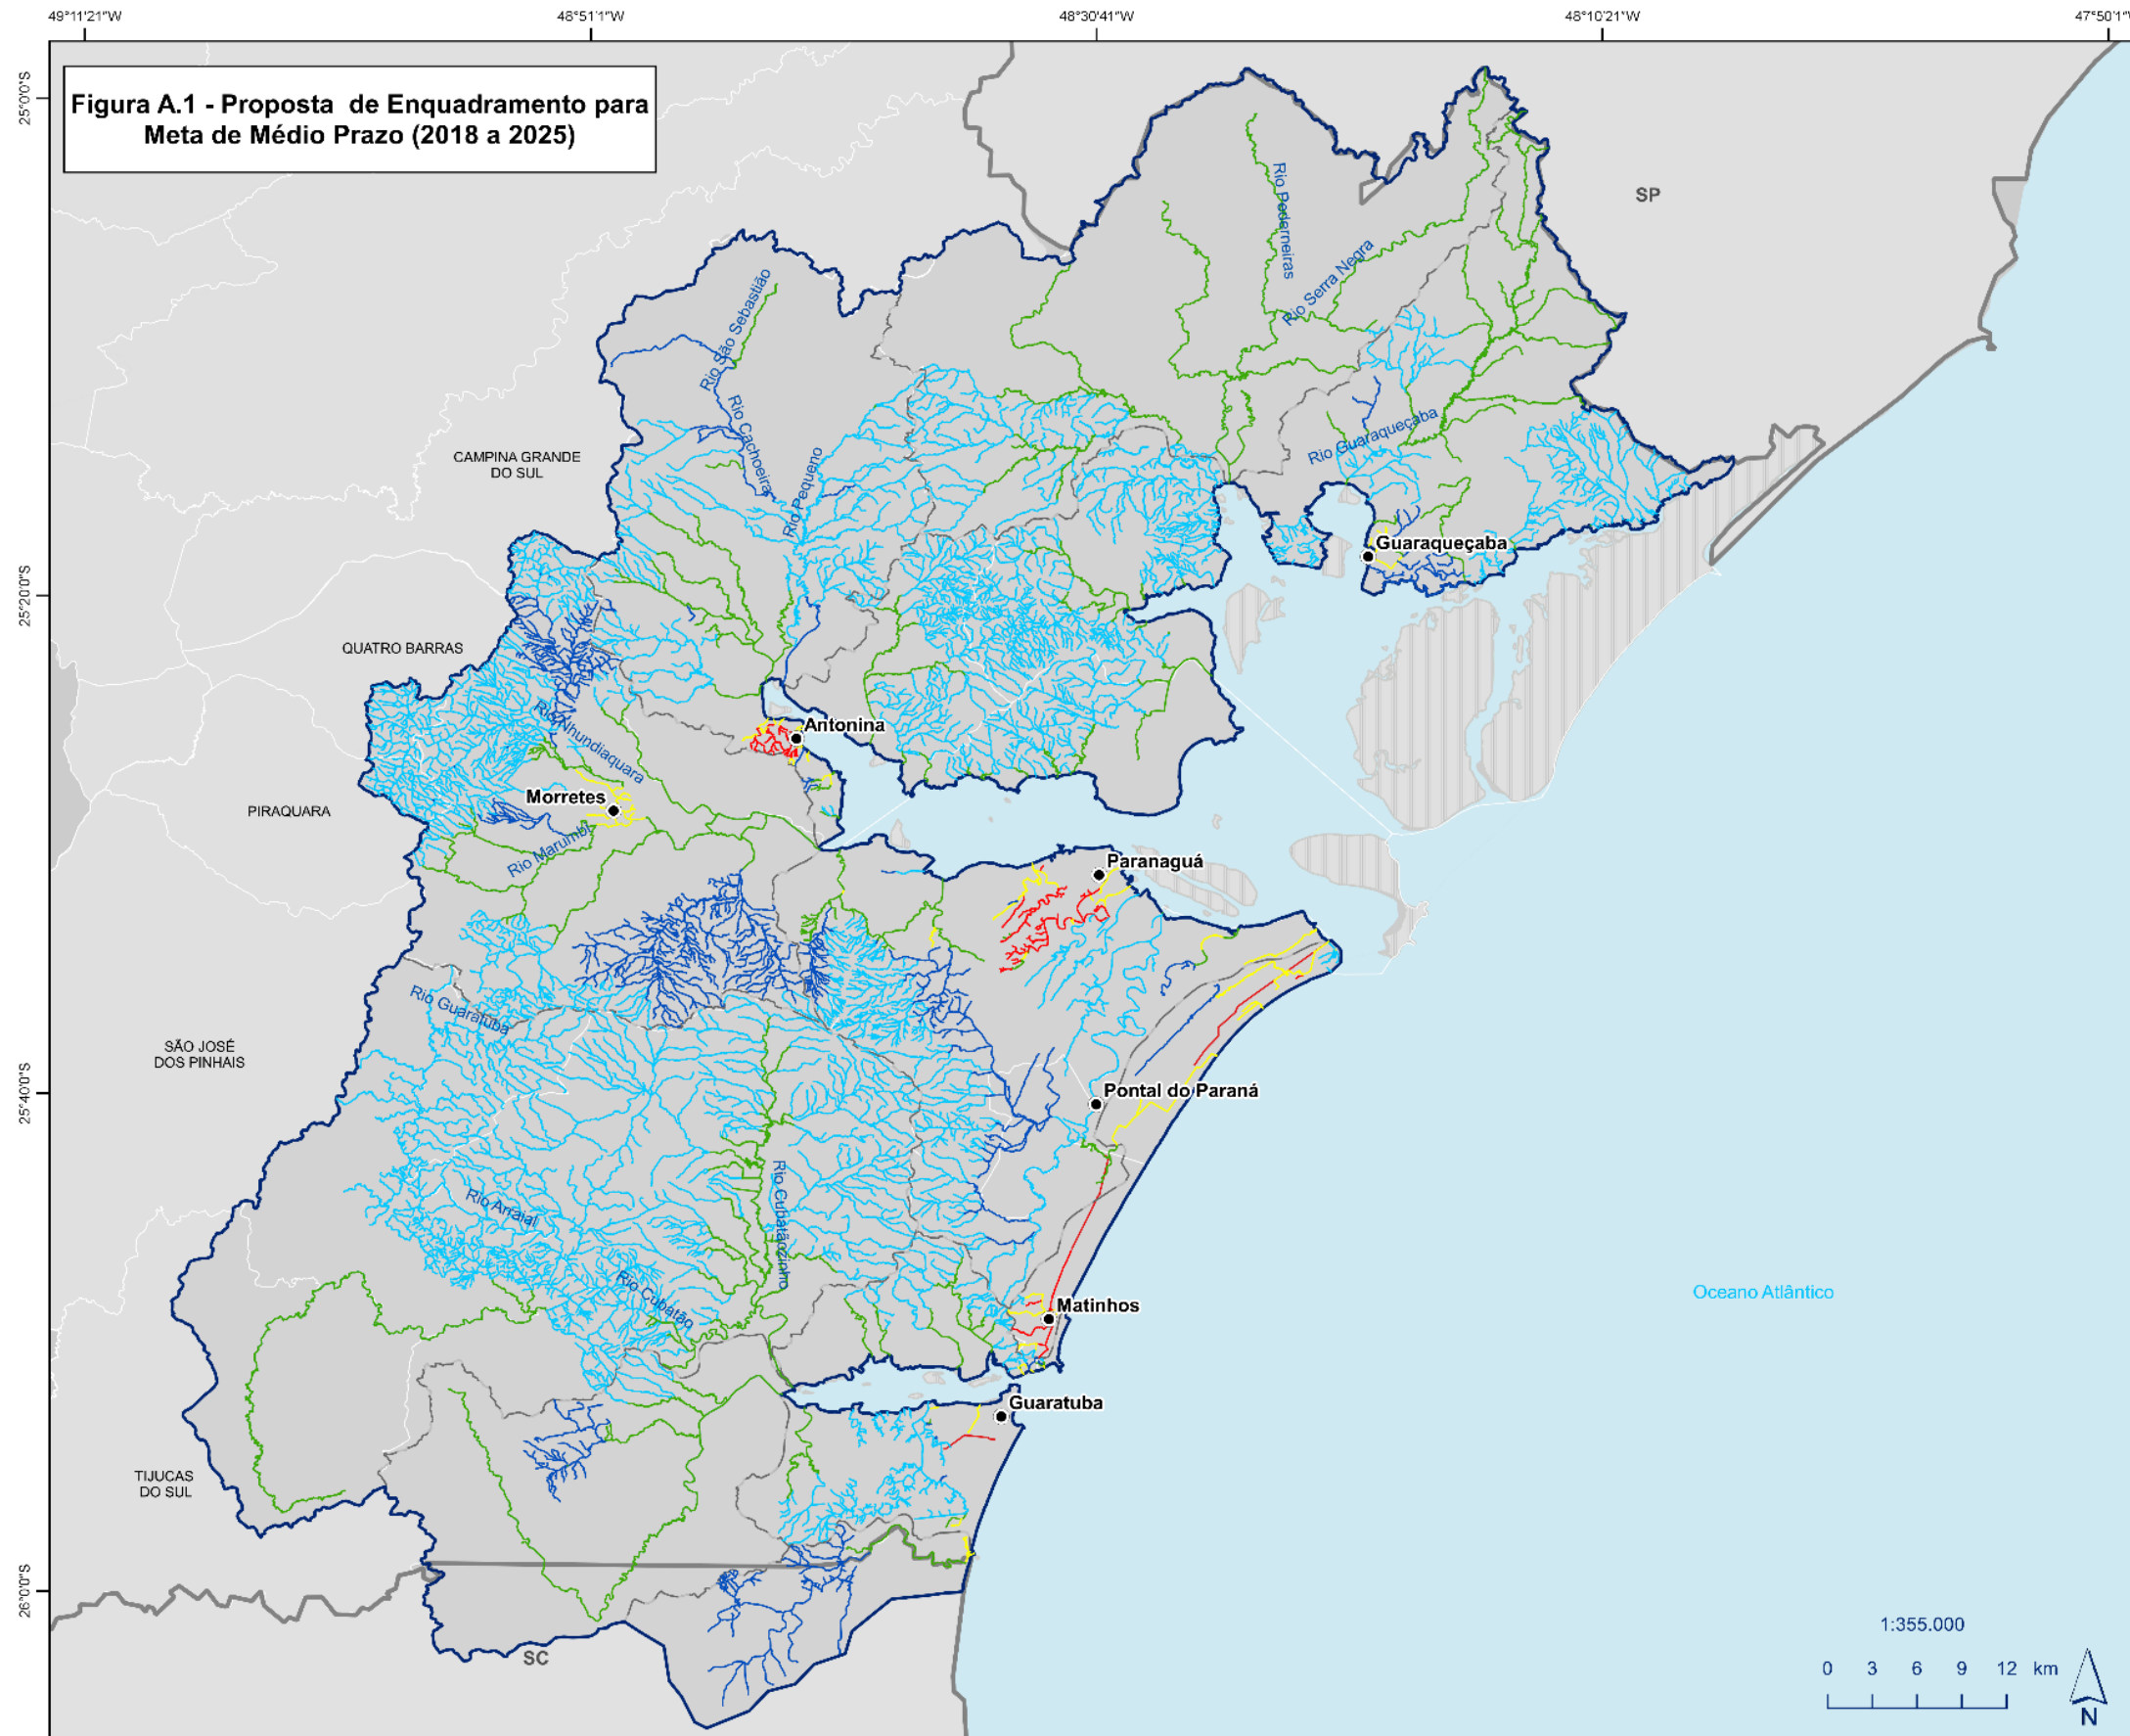 49°11'21"W
48°51'1"W
48°30'41"W
48°10'21"W
47°50'1"W
25°0'0"S
25°20'0"S
25°40'0"S
26°0'0"S
Figura A.1 - Proposta de Enquadramento para
Meta de Médio Prazo (2018 a 2025)
SP
Rio Pederneiras
Rio Serra Negra
Rio São Sebastião
Rio Cachoeira
Rio Pequeno
Rio Guaraqueçaba
CAMPINA GRANDE
DO SUL
Guaraqueçaba
QUATRO BARRAS
Rio Nhundiaquara
Antonina
Morretes
PIRAQUARA
Rio Marumbi
Paranaguá
Rio Guaratuba
SÃO JOSÉ
DOS PINHAIS
Pontal do Paraná
Rio Arraial
Rio Cubatãozinho
Rio Cubatão
Oceano Atlântico
Matinhos
Guaratuba
TIJUCAS
DO SUL
SC
1:355.000
0 3 6 9 12 km
N